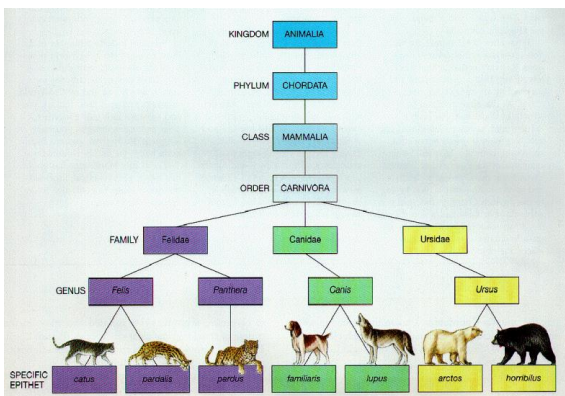 KINGDOM ANIMALIA
PHYLUM CHORDATA
CLASS MAMMALIA
ORDER CARNIVORA
FAMILY Felidae Canidae Ursidae
GENUS Felis Panthera Canis Ursus
SPECIFIC
EPITHET catus pardalis pardus familiaris lupus arctos horribilus